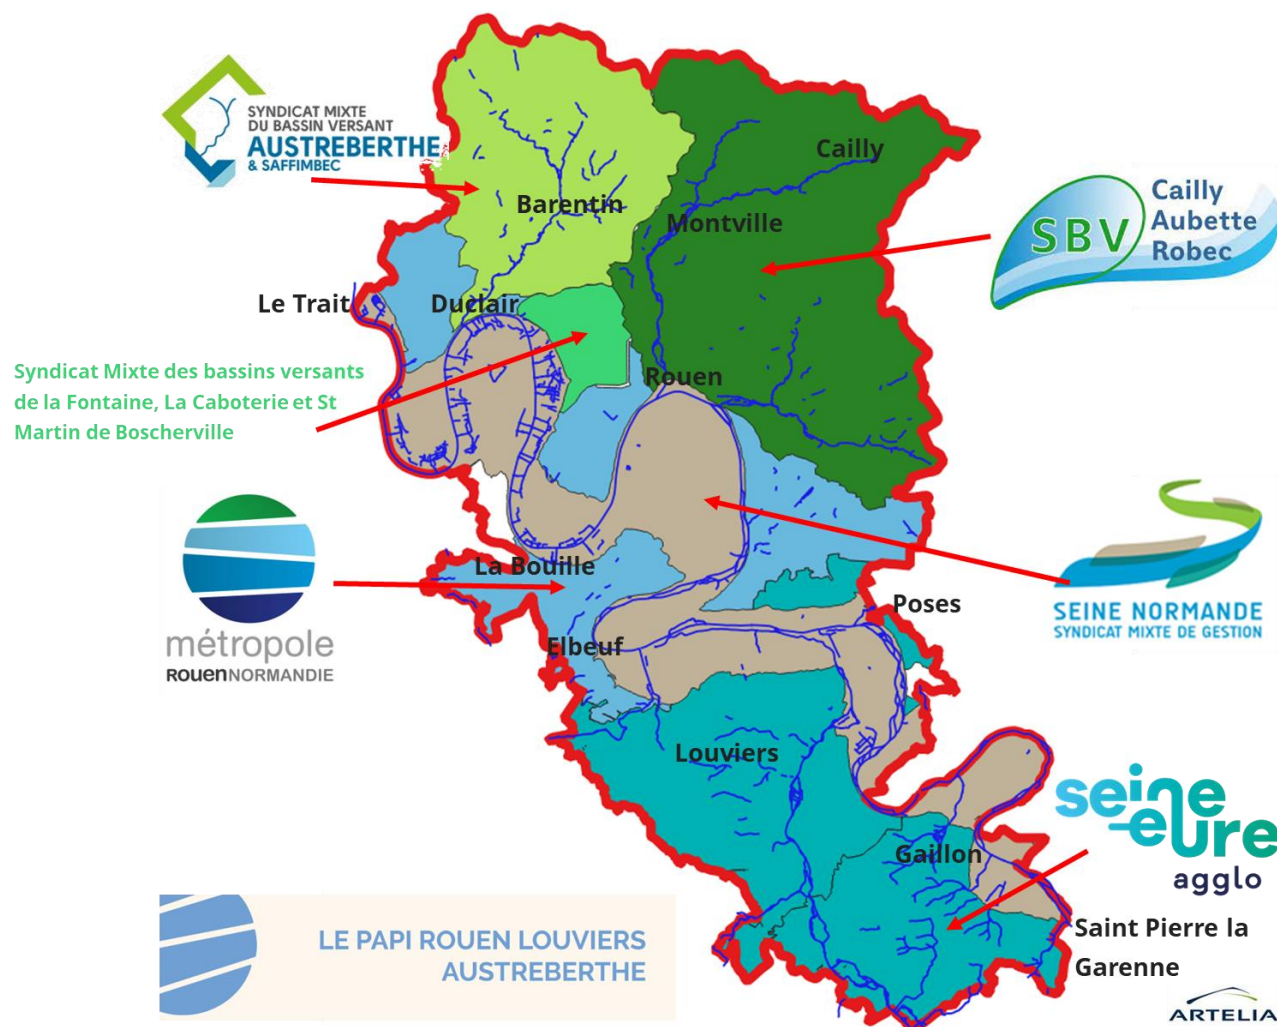 SYNDICAT MIXTE
DU BASSIN VERSANT
AUSTREBERTHE
& SAFFIMBEC
Cailly
Barentin
Montville
SBV
Cailly
Aubette
Robec
Le Trait
Duclair
Syndicat Mixte des bassins versants
de la Fontaine, La Caboterie et St
Martin de Boscherville
Rouen
La Bouille
métropole
ROUENNORMANDIE
Poses
SEINE NORMANDE
SYNDICAT MIXTE DE GESTION
Elbeuf
Louviers
seine
-eure
agglo
Gaillon
LE PAPI ROUEN LOUVIERS
AUSTREBERTHE
Saint Pierre la
Garenne
ARTELIA